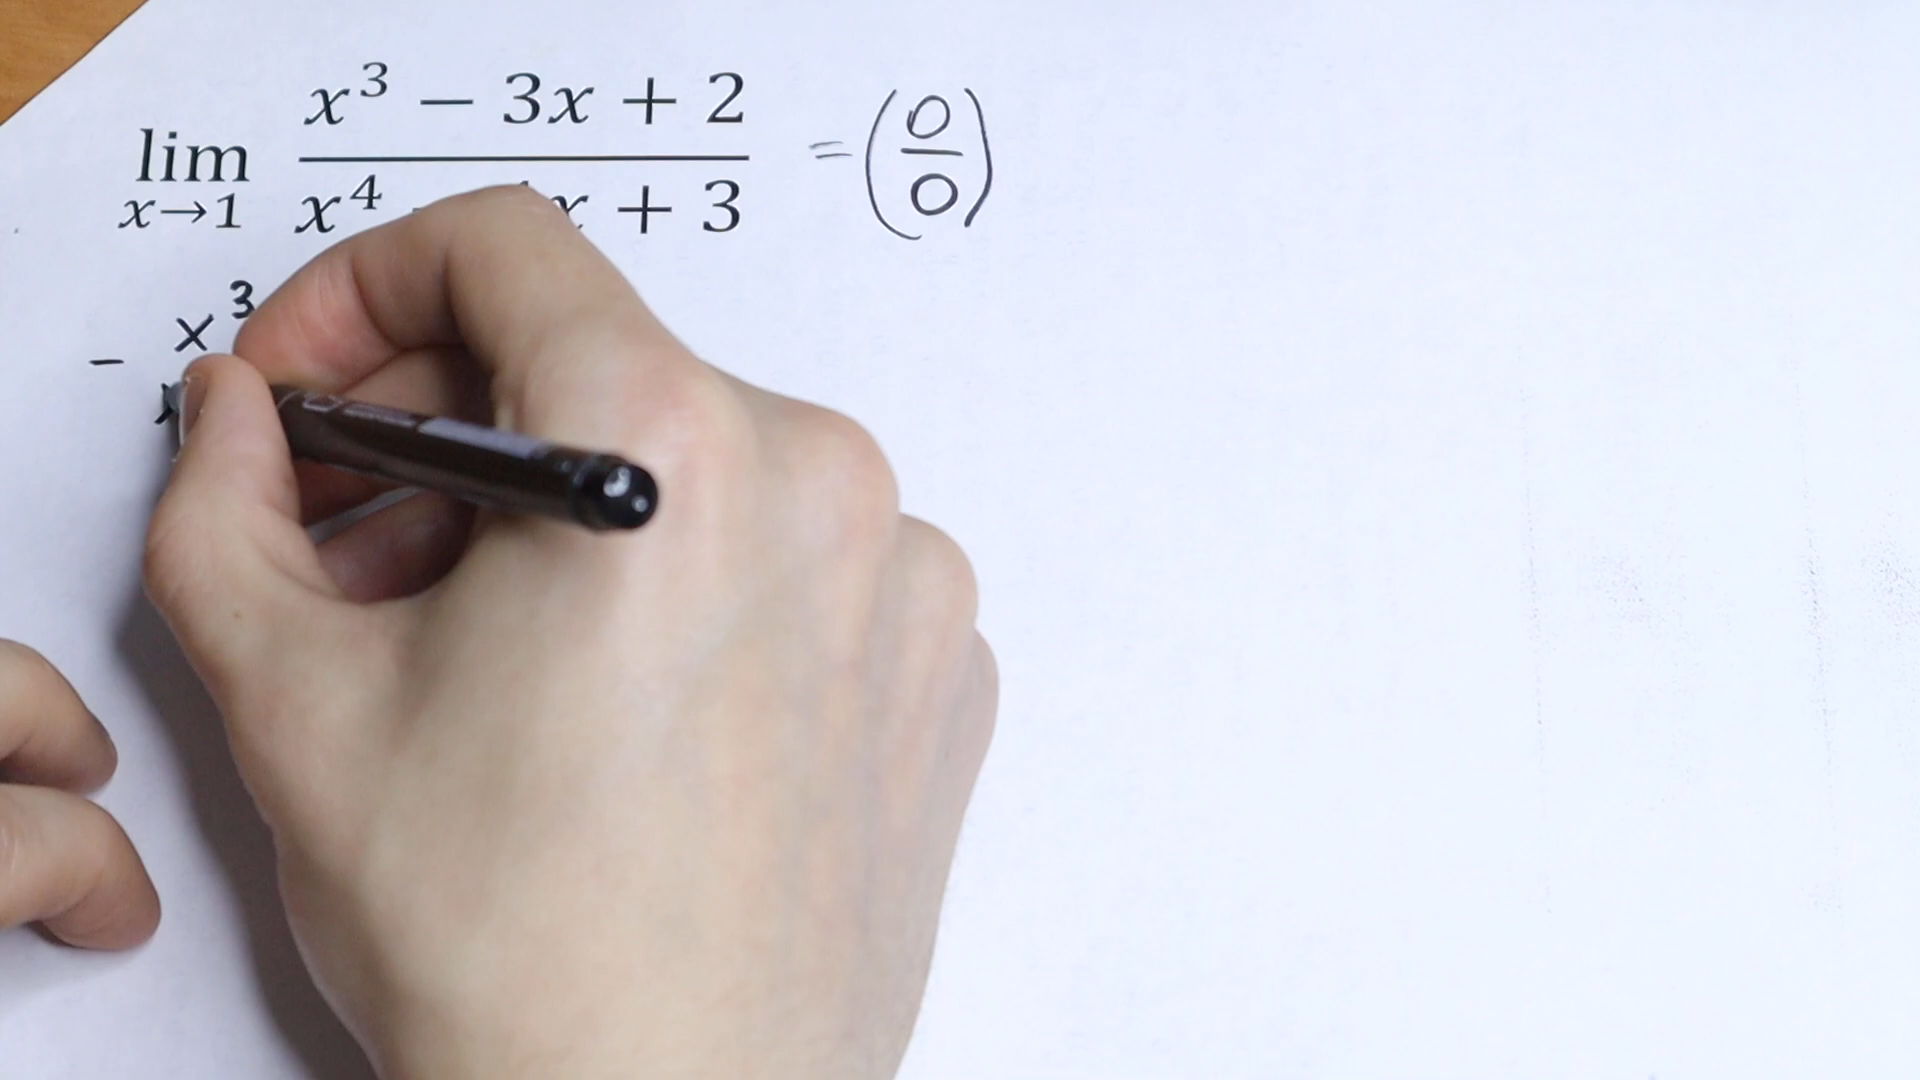 lim x→1 x³ − 3x + 2 = (0/0)
x⁴ - x + 3
− x³